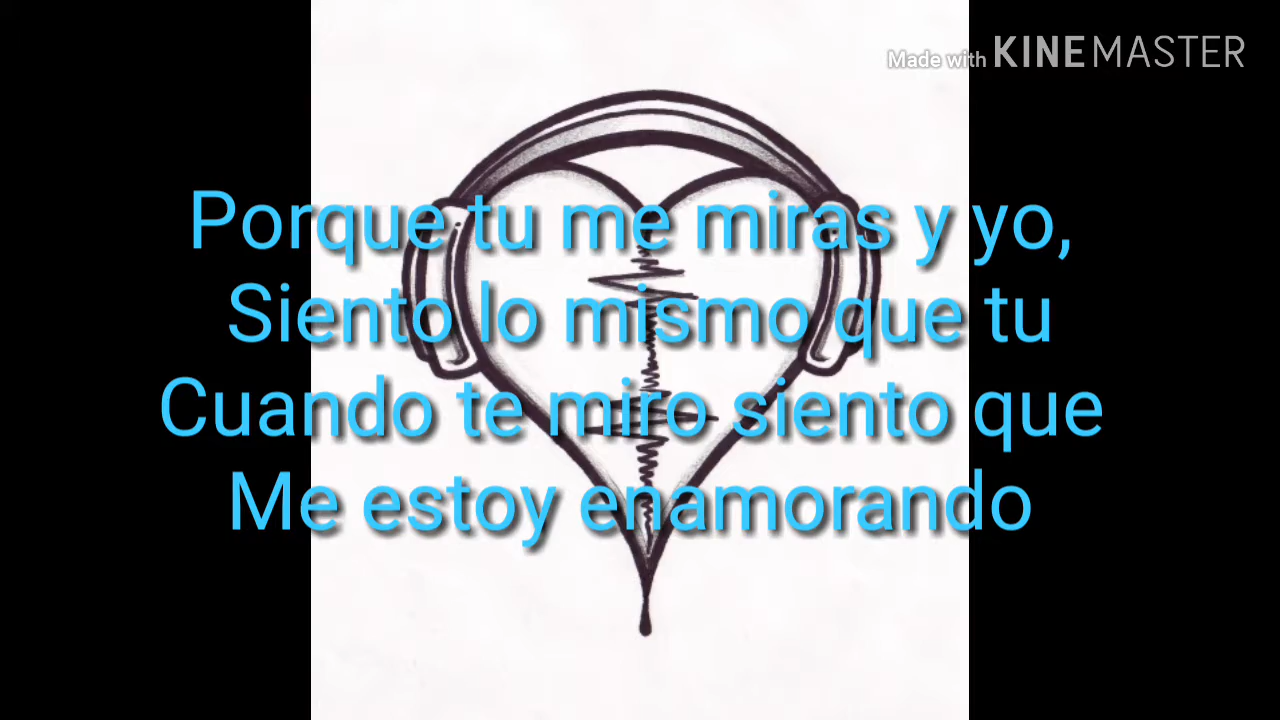 Made with KINEMASTER
Porque tu me miras y yo,
Siento lo mismo que tu
Cuando te miro siento que
Me estoy enamorando